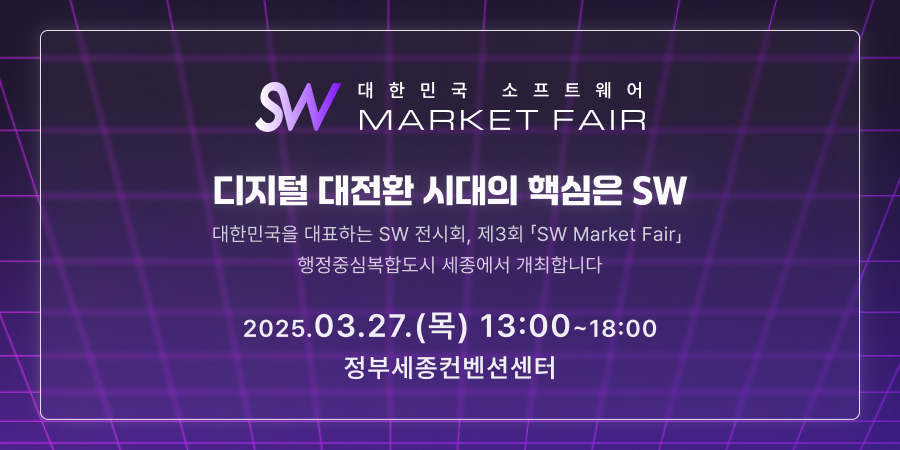 SW 대한민국 소프트웨어
MARKET FAIR
디지털 대전환 시대의 핵심은 SW
대한민국을 대표하는 SW 전시회, 제3회 「SW Market Fair」
행정중심복합도시 세종에서 개최합니다
2025.03.27.(목) 13:00~18:00
정부세종컨벤션센터